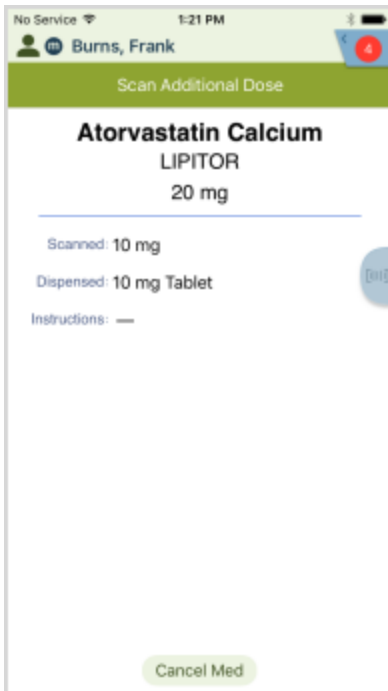 No Service 1:21 PM
m Burns, Frank
4
Scan Additional Dose
Atorvastatin Calcium
LIPITOR
20 mg
Scanned: 10 mg
Dispensed: 10 mg Tablet
Instructions: —
Cancel Med